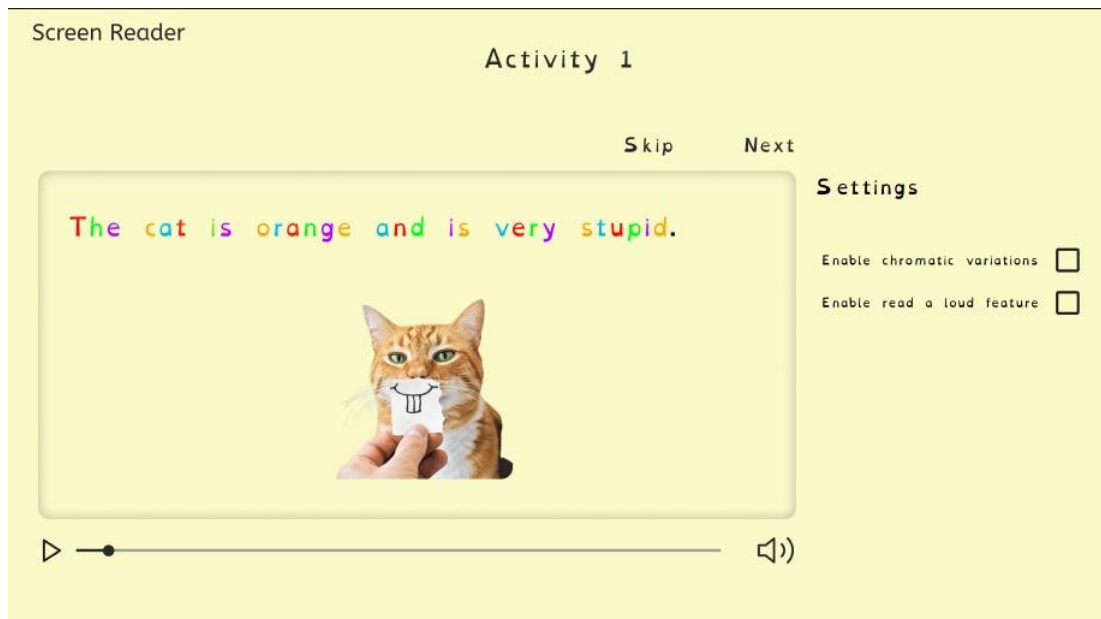 Screen Reader
Activity 1
Skip Next
Settings
The cat is orange and is very stupid.
Enable chromatic variations
Enable read a loud feature